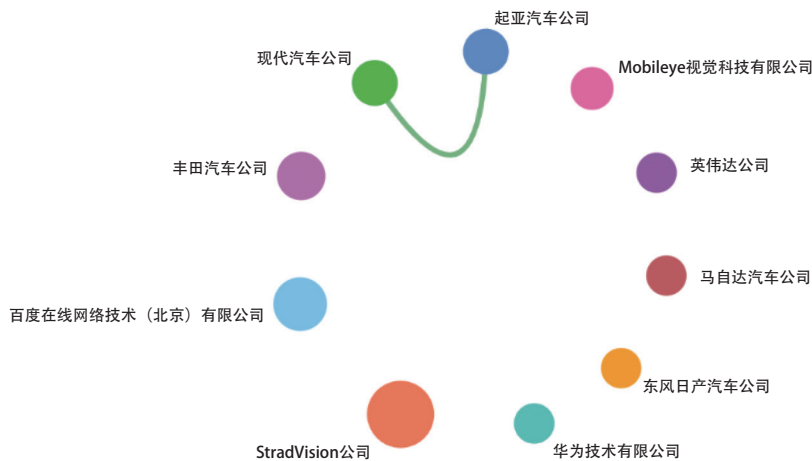 起亚汽车公司
现代汽车公司
Mobileye视觉科技有限公司
丰田汽车公司
英伟达公司
马自达汽车公司
百度在线网络技术（北京）有限公司
东风日产汽车公司
StradVision公司
华为技术有限公司